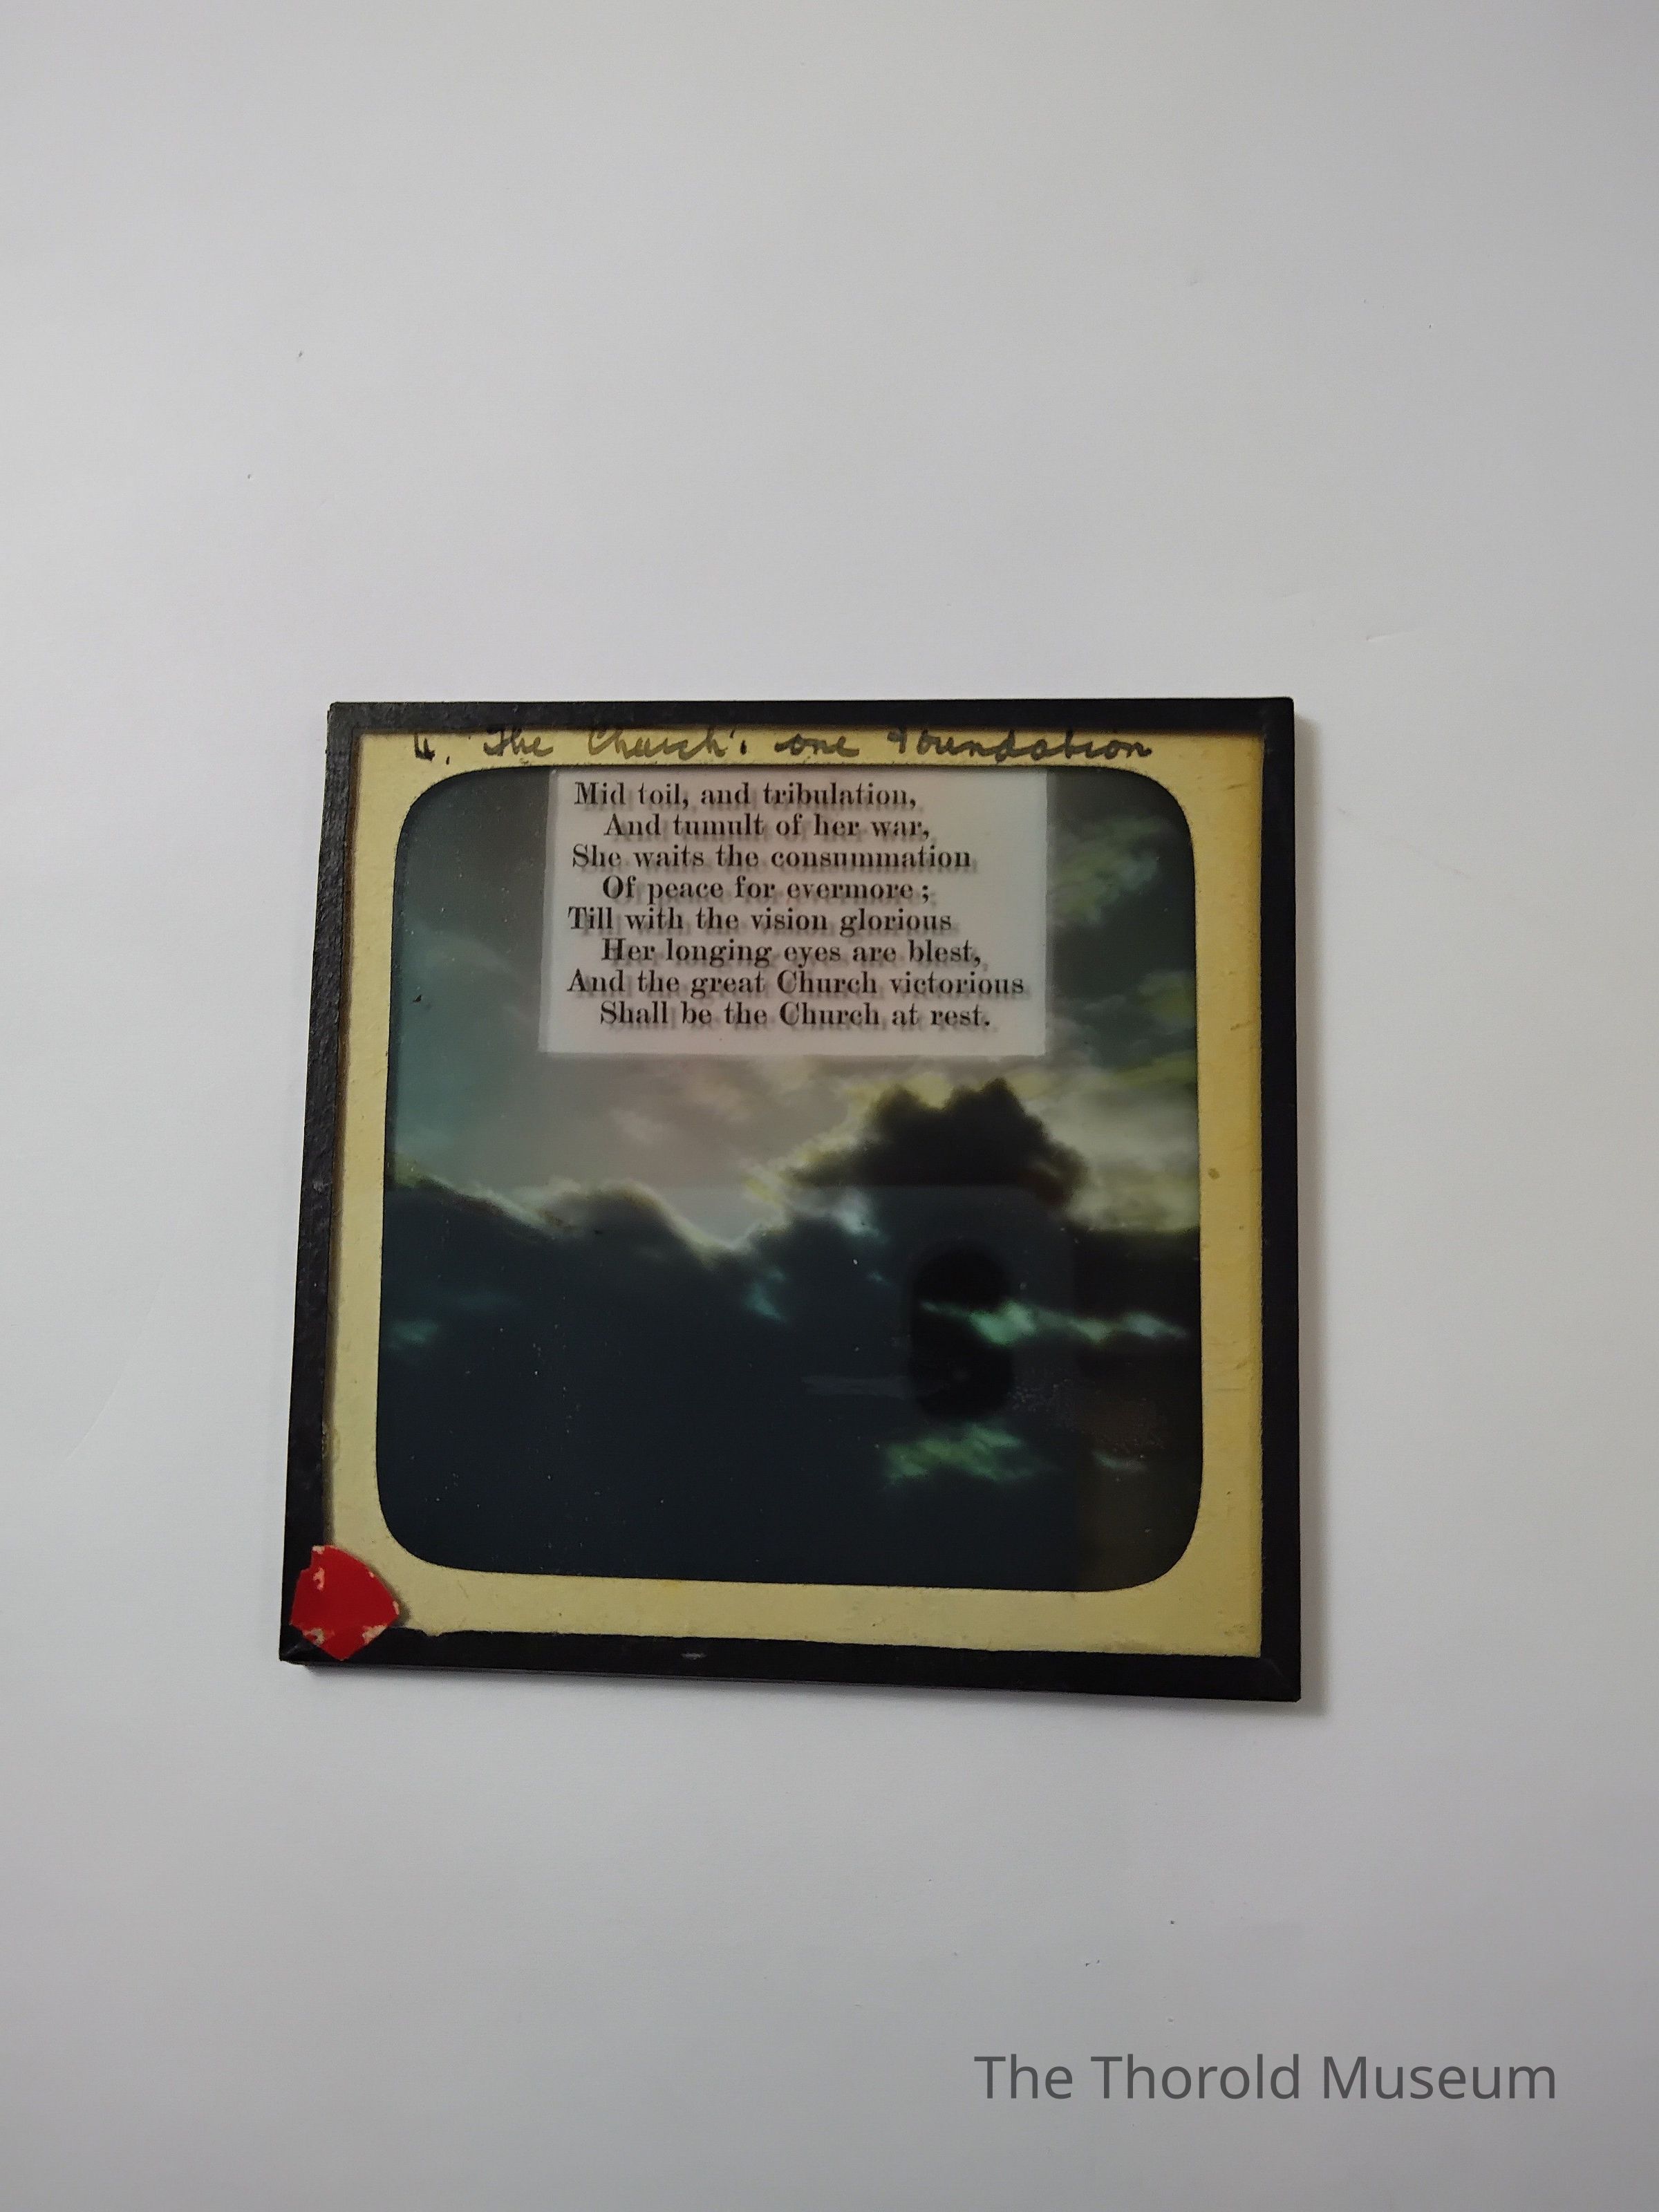 4. The Church's one Foundation
Mid toil, and tribulation,
And tumult of her war,
She waits the consummation
Of peace for evermore ;
Till with the vision glorious
Her longing eyes are blest,
And the great Church victorious
Shall be the Church at rest.
The Thorold Museum